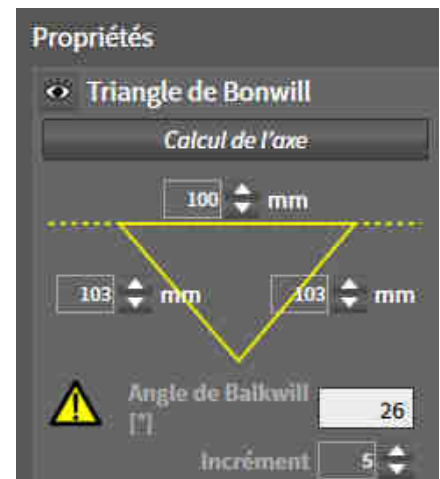 Propriétés
Triangle de Bonwill
Calcul de l'axe
100 mm
103 mm 103 mm
Angle de Balkwill
[°] 26
Incrément 5